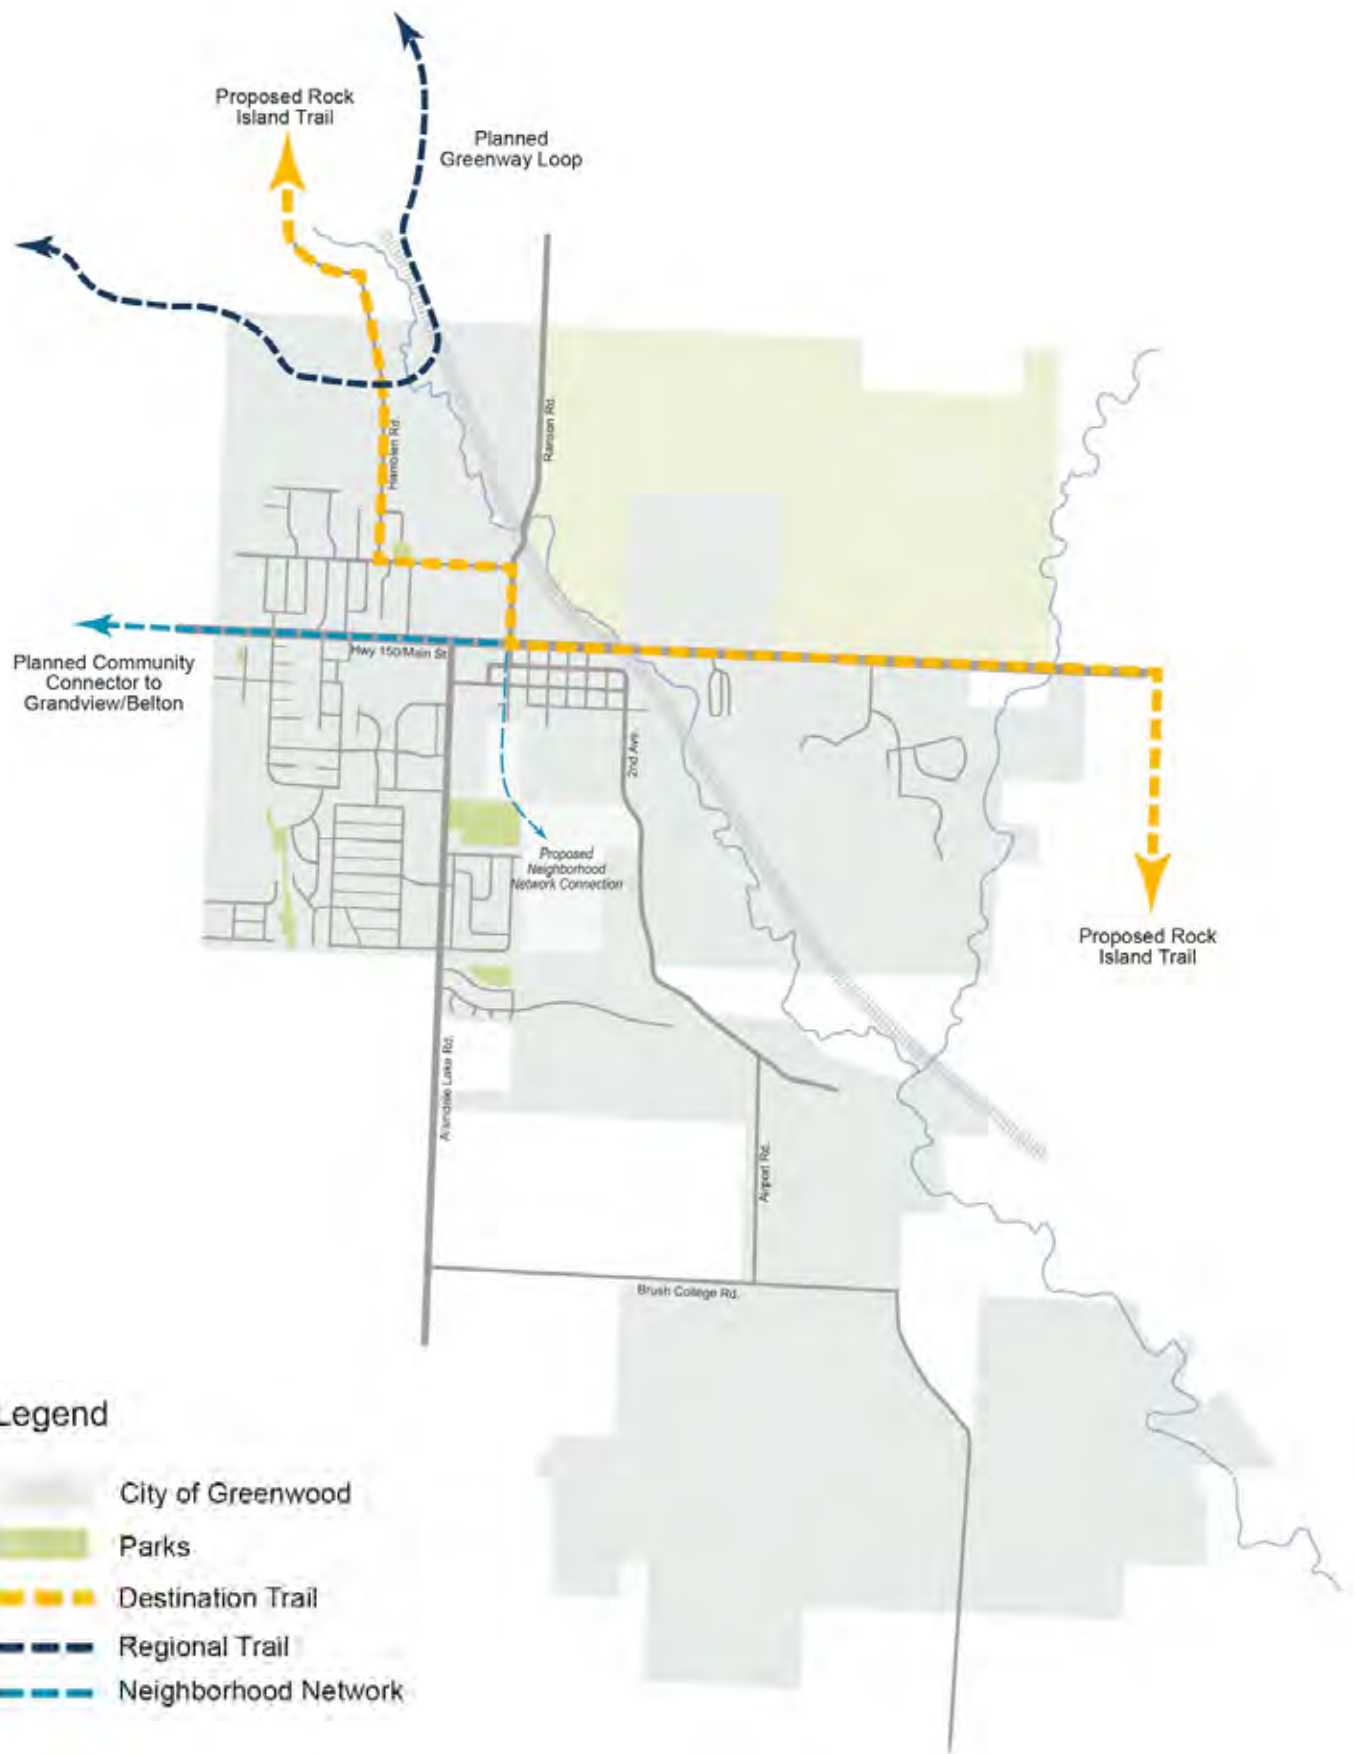 Proposed Rock
Island Trail
Planned
Greenway Loop
Ranson Rd.
Hamblen Rd.
Hwy 150/Main St
Planned Community
Connector to
Grandview/Belton
2nd Ave.
Proposed
Neighborhood
Network Connection
Proposed Rock
Island Trail
Allendale Lake Rd.
Airport Rd.
Brush College Rd.
Legend
City of Greenwood
Parks
Destination Trail
Regional Trail
Neighborhood Network